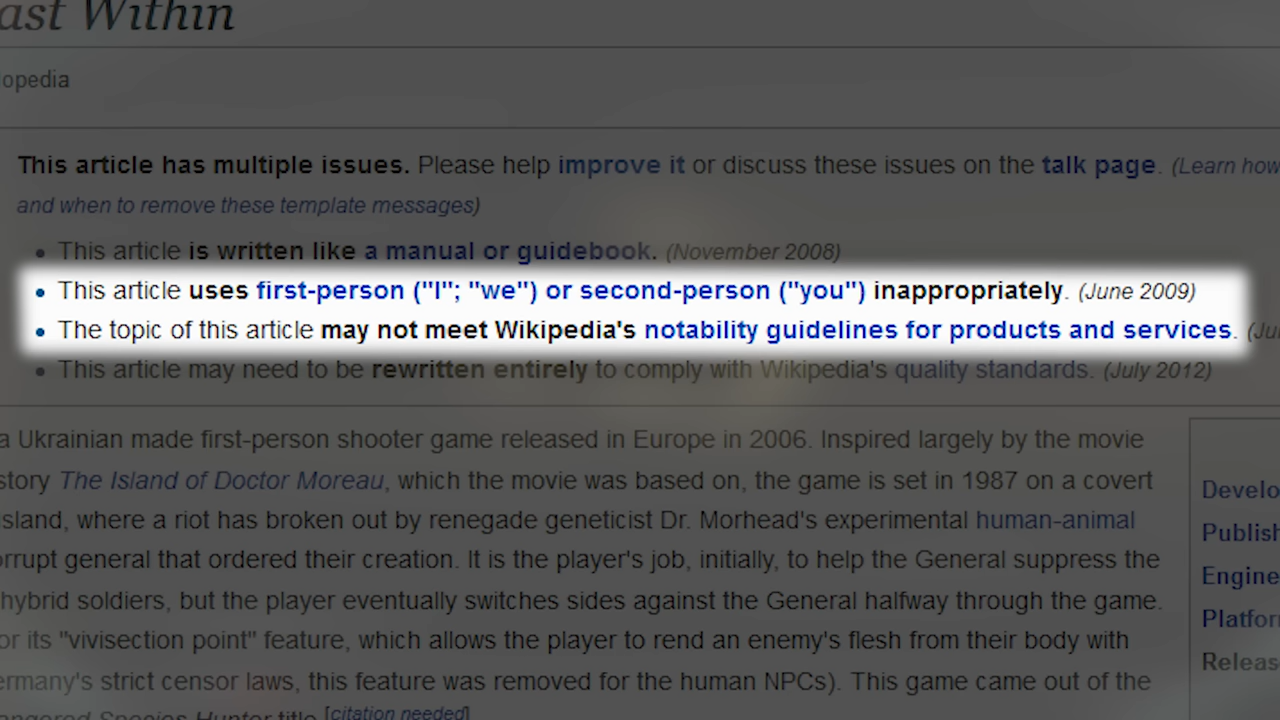 ast Within
opedia
This article has multiple issues. Please help improve it or discuss these issues on the talk page. (Learn how
and when to remove these template messages)
• This article is written like a manual or guidebook. (November 2008)
• This article uses first-person ("I"; "we") or second-person ("you") inappropriately. (June 2009)
• The topic of this article may not meet Wikipedia's notability guidelines for products and services. (Ju
• This article may need to be rewritten entirely to comply with Wikipedia's quality standards. (July 2012)
a Ukrainian made first-person shooter game released in Europe in 2006. Inspired largely by the movie
story The Island of Doctor Moreau, which the movie was based on, the game is set in 1987 on a covert
island, where a riot has broken out by renegade geneticist Dr. Morhead's experimental human-animal
orrupt general that ordered their creation. It is the player's job, initially, to help the General suppress the
hybrid soldiers, but the player eventually switches sides against the General halfway through the game.
or its "vivisection point" feature, which allows the player to rend an enemy's flesh from their body with
ermany's strict censor laws, this feature was removed for the human NPCs). This game came out of the
angered Species Hunter title.[citation needed]
Develo
Publish
Engine
Platfor
Releas